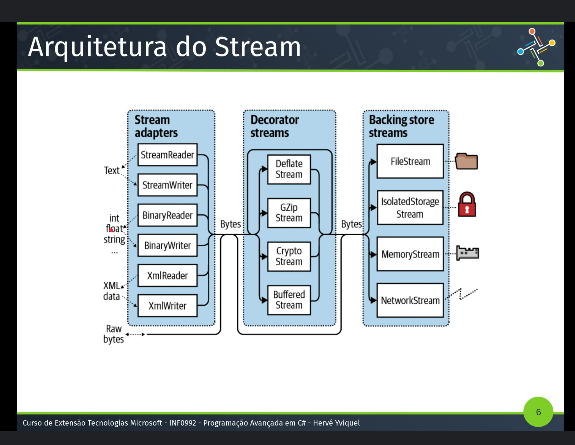 Arquitetura do Stream
Stream
adapters
StreamReader
StreamWriter
BinaryReader
BinaryWriter
XmlReader
XmlWriter
Text
int
float
string
...
XML
data
Raw
bytes
Bytes
Decorator
streams
Deflate
Stream
GZip
Stream
Crypto
Stream
Buffered
Stream
Bytes
Backing store
streams
FileStream
IsolatedStorage
Stream
MemoryStream
NetworkStream
Curso de Extensão Tecnologias Microsoft - INF0992 - Programação Avançada em C# - Hervé Yviquel
6